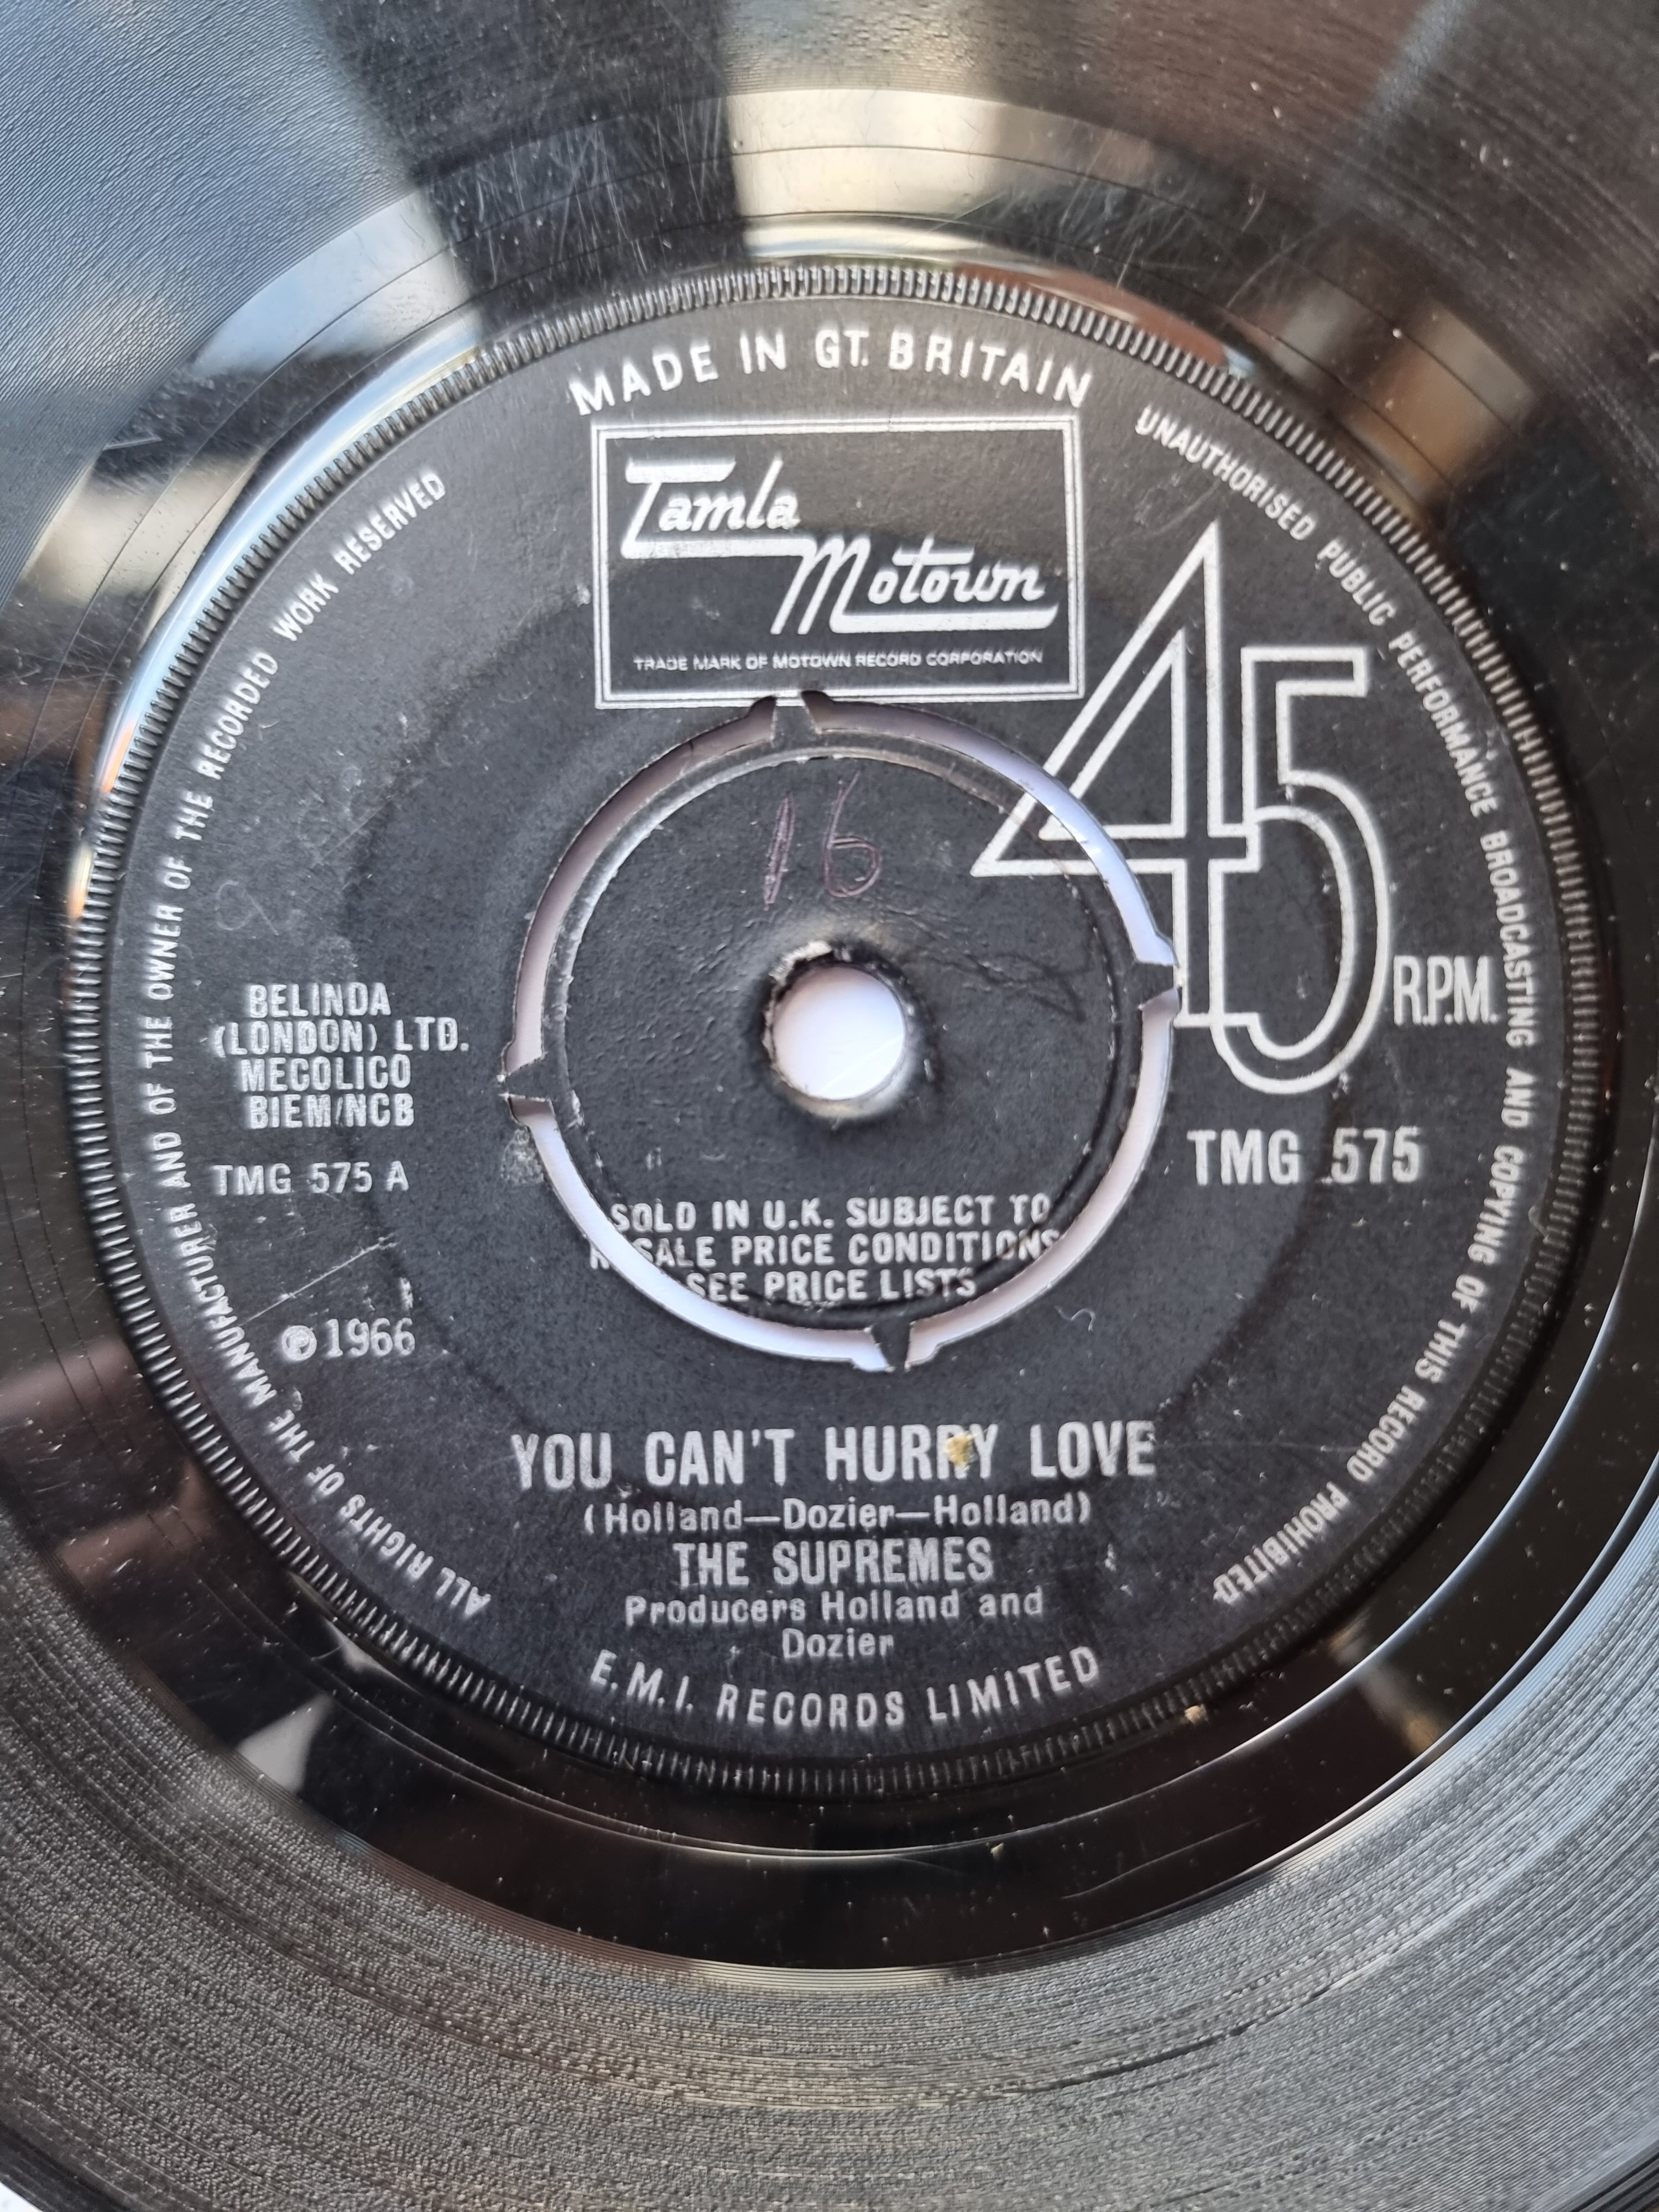 MADE IN GT. BRITAIN
Tamla
Motown
TRADE MARK OF MOTOWN RECORD CORPORATION
UNAUTHORISED PUBLIC PERFORMANCE BROADCASTING AND COPYING OF THIS RECORD PROHIBITED
ALL RIGHTS OF THE MANUFACTURER AND OF THE OWNER OF THE RECORDED WORK RESERVED
45
R.P.M.
16
BELINDA
(LONDON) LTD.
MECOLICO
BIEM/NCB
TMG 575 A
TMG 575
SOLD IN U.K. SUBJECT TO
RESALE PRICE CONDITIONS
SEE PRICE LISTS
℗ 1966
YOU CAN'T HURRY LOVE
(Holland—Dozier—Holland)
THE SUPREMES
Producers Holland and
Dozier
E.M.I. RECORDS LIMITED